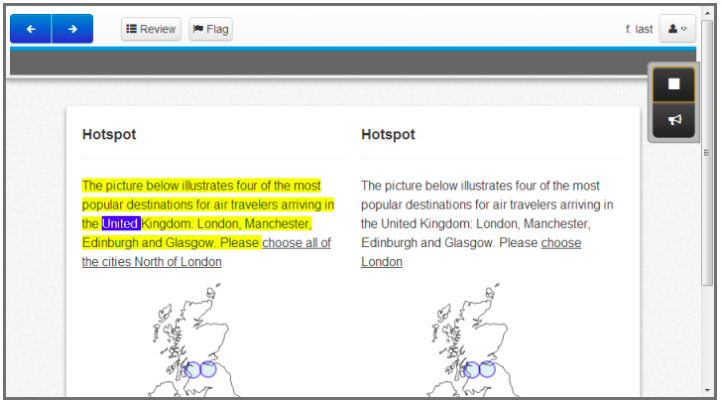 Review
Flag
f. last
Hotspot
The picture below illustrates four of the most
popular destinations for air travelers arriving in
the United Kingdom: London, Manchester,
Edinburgh and Glasgow. Please choose all of
the cities North of London
Hotspot
The picture below illustrates four of the most
popular destinations for air travelers arriving in
the United Kingdom: London, Manchester,
Edinburgh and Glasgow. Please choose
London